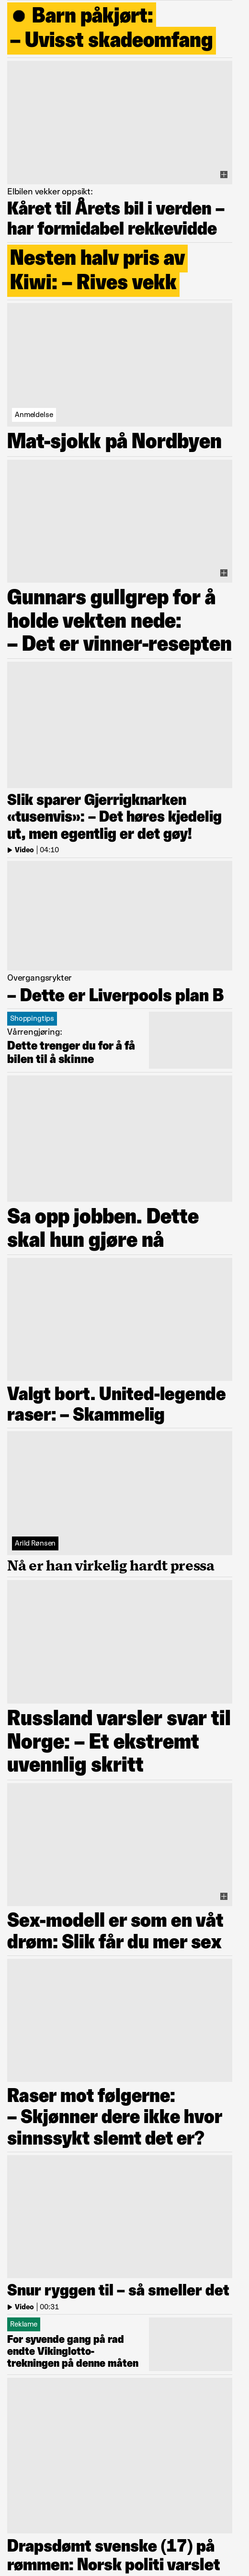 ● Barn påkjørt:
– Uvisst skadeomfang
Elbilen vekker oppsikt:
Kåret til Årets bil i verden –
har formidabel rekkevidde
Nesten halv pris av
Kiwi: – Rives vekk
Anmeldelse
Mat-sjokk på Nordbyen
Gunnars gullgrep for å
holde vekten nede:
– Det er vinner-resepten
Slik sparer Gjerrigknarken
«tusenvis»: – Det høres kjedelig
ut, men egentlig er det gøy!
Video | 04:10
Overgangsrykter
– Dette er Liverpools plan B
Shoppingtips
Vårrengjøring:
Dette trenger du for å få
bilen til å skinne
Sa opp jobben. Dette
skal hun gjøre nå
Valgt bort. United-legende
raser: – Skammelig
Arild Rønsen
Nå er han virkelig hardt pressa
Russland varsler svar til
Norge: – Et ekstremt
uvennlig skritt
Sex-modell er som en våt
drøm: Slik får du mer sex
Raser mot følgerne:
– Skjønner dere ikke hvor
sinnssykt slemt det er?
Snur ryggen til – så smeller det
Video | 00:31
Reklame
For syvende gang på rad
endte Vikinglotto-
trekningen på denne måten
Drapsdømt svenske (17) på
rømmen: Norsk politi varslet